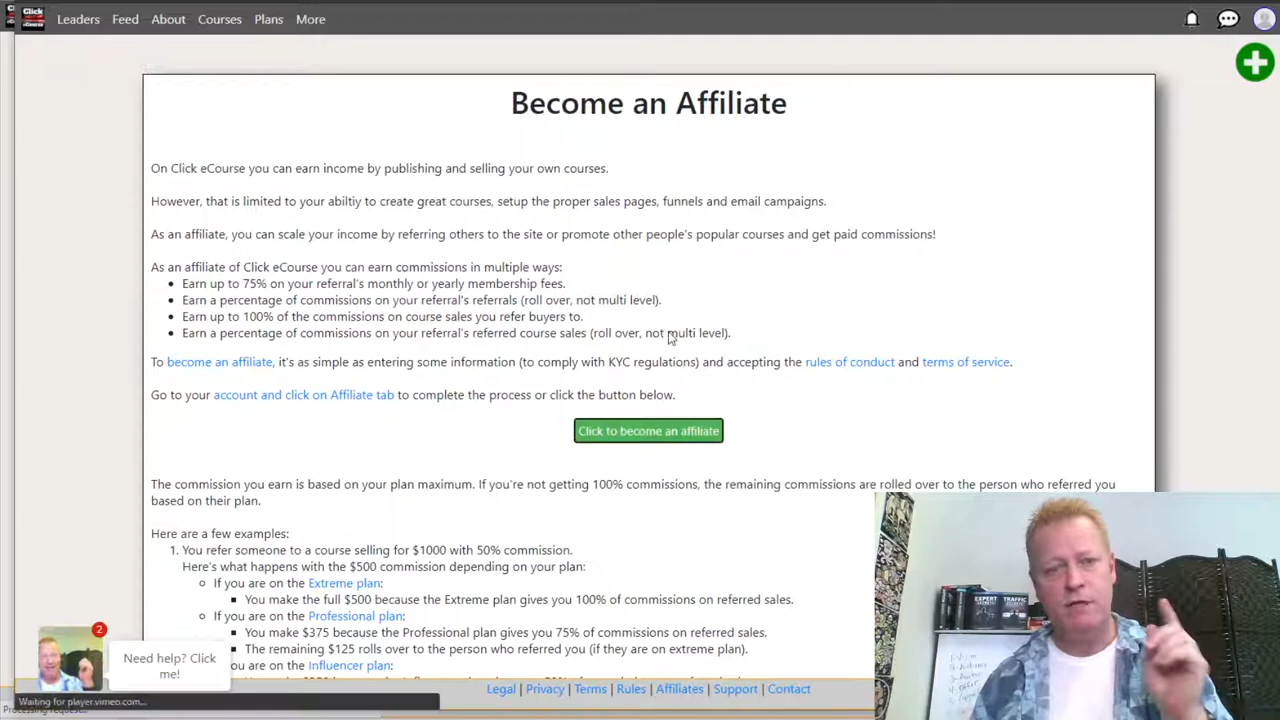 Click
eCourse
Leaders Feed About Courses Plans More
Become an Affiliate
On Click eCourse you can earn income by publishing and selling your own courses.
However, that is limited to your abiltiy to create great courses, setup the proper sales pages, funnels and email campaigns.
As an affiliate, you can scale your income by referring others to the site or promote other people's popular courses and get paid commissions!
As an affiliate of Click eCourse you can earn commissions in multiple ways:
Earn up to 75% on your referral's monthly or yearly membership fees.
Earn a percentage of commissions on your referral's referrals (roll over, not multi level).
Earn up to 100% of the commissions on course sales you refer buyers to.
Earn a percentage of commissions on your referral's referred course sales (roll over, not multi level).
To become an affiliate, it's as simple as entering some information (to comply with KYC regulations) and accepting the rules of conduct and terms of service.
Go to your account and click on Affiliate tab to complete the process or click the button below.
Click to become an affiliate
The commission you earn is based on your plan maximum. If you're not getting 100% commissions, the remaining commissions are rolled over to the person who referred you
based on their plan.
Here are a few examples:
1. You refer someone to a course selling for $1000 with 50% commission.
Here's what happens with the $500 commission depending on your plan:
If you are on the Extreme plan:
You make the full $500 because the Extreme plan gives you 100% of commissions on referred sales.
If you are on the Professional plan:
You make $375 because the Professional plan gives you 75% of commissions on referred sales.
The remaining $125 rolls over to the person who referred you (if they are on extreme plan).
you are on the Influencer plan:
2
Need help? Click
me!
Legal | Privacy | Terms | Rules | Affiliates | Support | Contact
Waiting for player.vimeo.com...
Processing request...
EXPERT
SECRETS
TRAFFIC
SECRETS